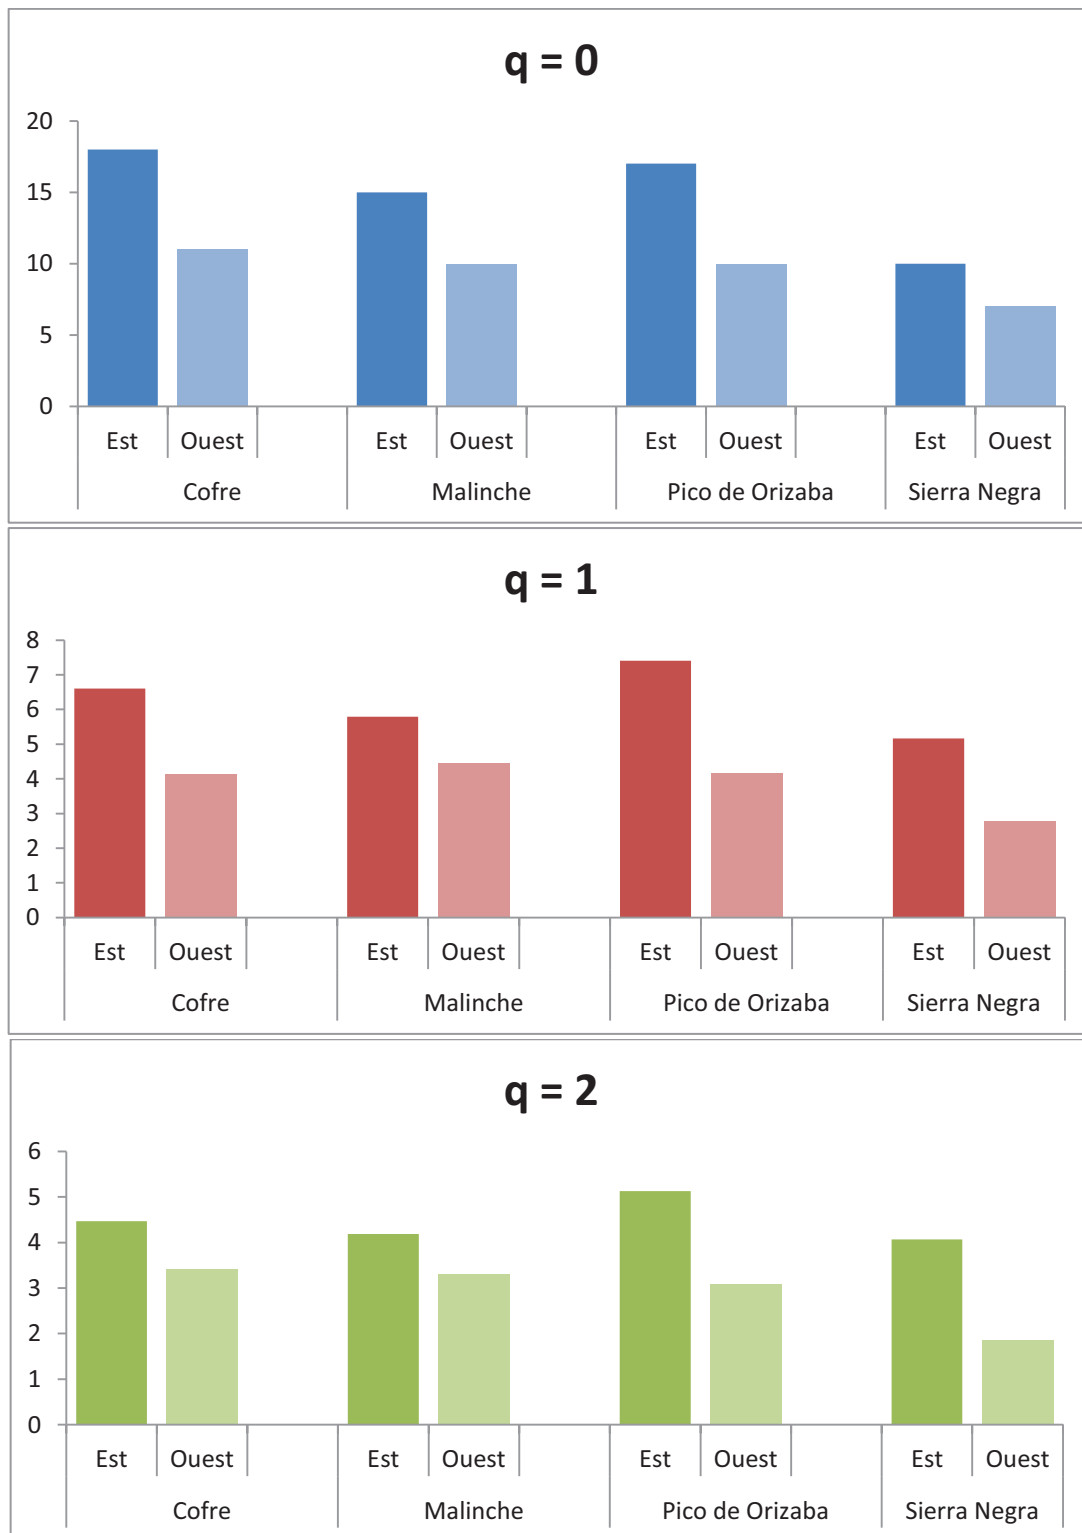 q = 0
20
15
10
5
0
Est Ouest Est Ouest Est Ouest Est Ouest
Cofre Malinche Pico de Orizaba Sierra Negra
q = 1
8
7
6
5
4
3
2
1
0
Est Ouest Est Ouest Est Ouest Est Ouest
Cofre Malinche Pico de Orizaba Sierra Negra
q = 2
6
5
4
3
2
1
0
Est Ouest Est Ouest Est Ouest Est Ouest
Cofre Malinche Pico de Orizaba Sierra Negra